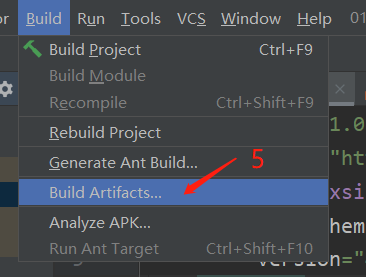 Build Run Tools VCS Window Help 01
Build Project Ctrl+F9
Build Module
Recompile Ctrl+Shift+F9
Rebuild Project
Generate Ant Build...
5
Build Artifacts...
Analyze APK...
Run Ant Target Ctrl+Shift+F10
1.0
"ht
xsi
hem
version="